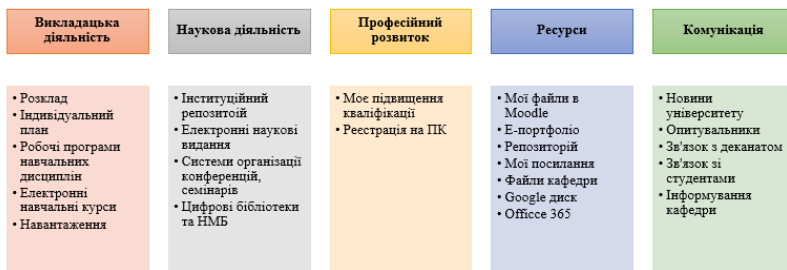 Викладацька
діяльність
• Розклад
• Індивідуальний
план
• Робочі програми
навчальних
дисциплін
• Електронні
навчальні курси
• Навантаження
Наукова діяльність
• Інституційний
репозитоій
• Електронні наукові
видання
• Системи організації
конференцій,
семінарів
• Цифрові бібліотеки
та НМБ
Професійний
розвиток
• Моє підвищення
кваліфікації
• Реєстрація на ПК
Ресурси
• Мої файли в
Moodle
• Е-портфоліо
• Репозиторій
• Мої посилання
• Файли кафедри
• Google диск
• Officce 365
Комунікація
• Новини
університету
• Опитувальники
• Зв'язок з деканатом
• Зв'язок зі
студентами
• Інформування
кафедри